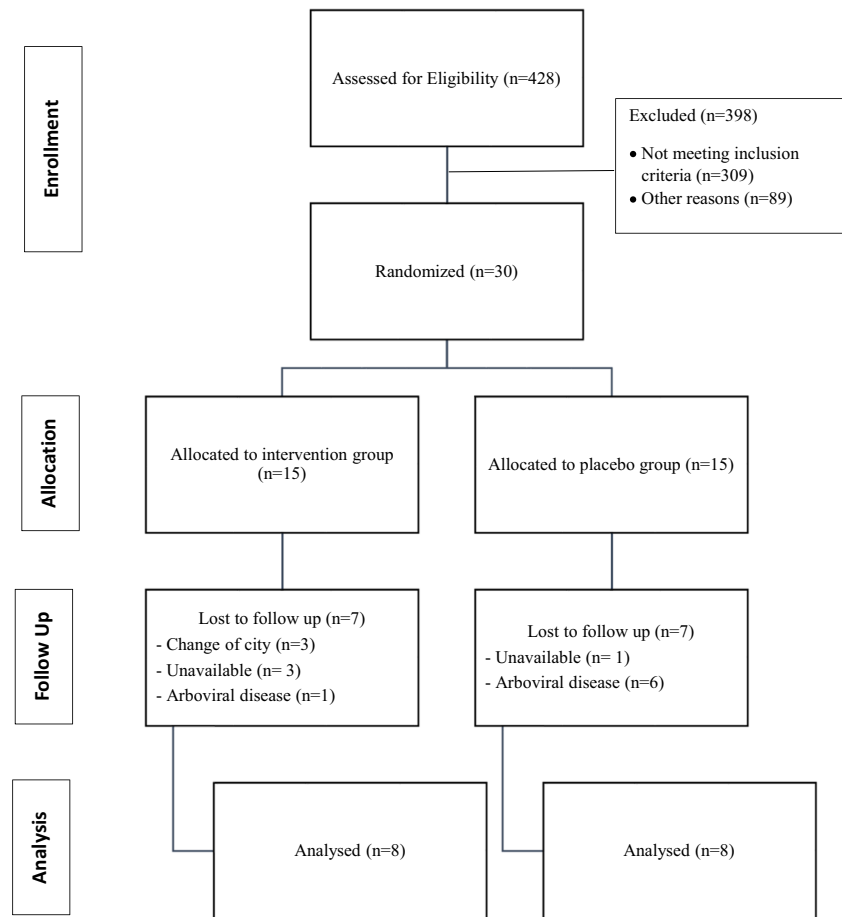 Enrollment
Assessed for Eligibility (n=428)
Excluded (n=398)
• Not meeting inclusion
criteria (n=309)
• Other reasons (n=89)
Randomized (n=30)
Allocation
Allocated to intervention group
(n=15)
Allocated to placebo group (n=15)
Follow Up
Lost to follow up (n=7)
- Change of city (n=3)
- Unavailable (n= 3)
- Arboviral disease (n=1)
Lost to follow up (n=7)
- Unavailable (n= 1)
- Arboviral disease (n=6)
Analysis
Analysed (n=8)
Analysed (n=8)